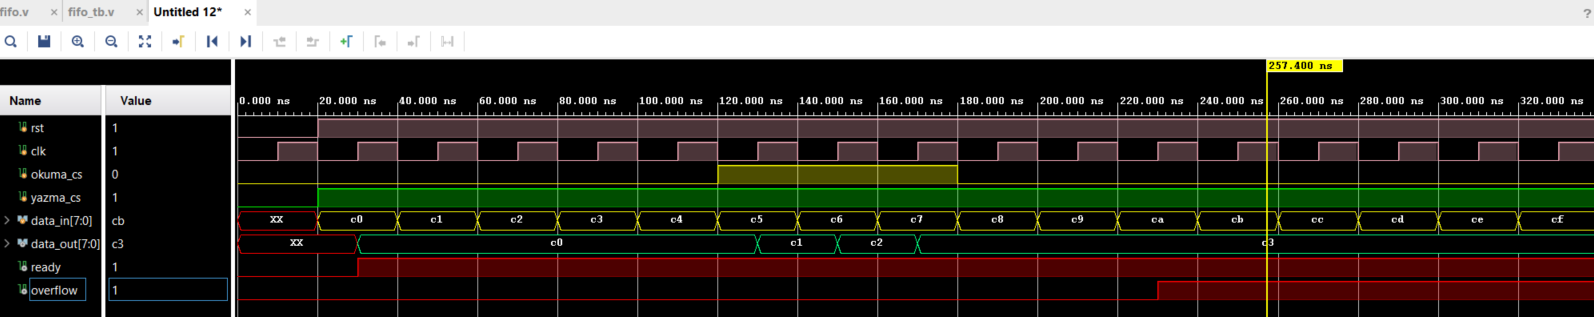 fifo.v × fifo_tb.v × Untitled 12* × ?
257.400 ns
Name Value
0.000 ns 20.000 ns 40.000 ns 60.000 ns 80.000 ns 100.000 ns 120.000 ns 140.000 ns 160.000 ns 180.000 ns 200.000 ns 220.000 ns 240.000 ns 260.000 ns 280.000 ns 300.000 ns 320.000 ns
rst 1
clk 1
okuma_cs 0
yazma_cs 1
data_in[7:0] cb XX c0 c1 c2 c3 c4 c5 c6 c7 c8 c9 ca cb cc cd ce cf
data_out[7:0] c3 XX c0 c1 c2 c3
ready 1
overflow 1